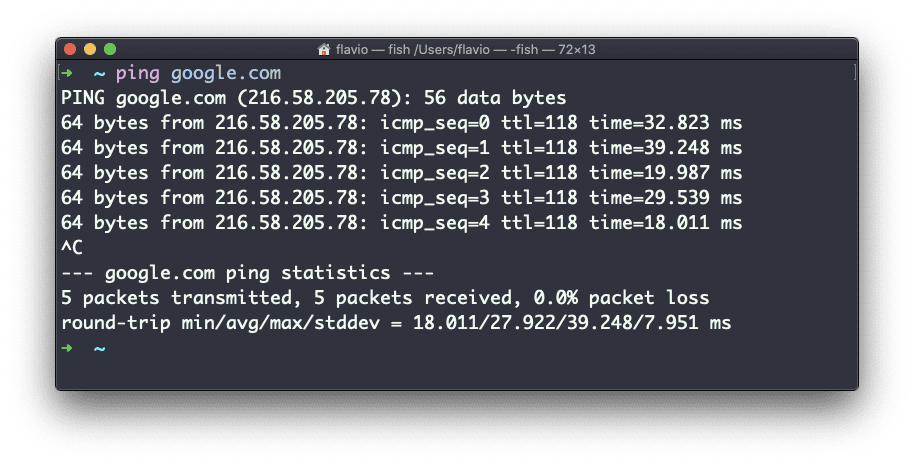 flavio — fish /Users/flavio — -fish — 72×13
➜  ~ ping google.com
PING google.com (216.58.205.78): 56 data bytes
64 bytes from 216.58.205.78: icmp_seq=0 ttl=118 time=32.823 ms
64 bytes from 216.58.205.78: icmp_seq=1 ttl=118 time=39.248 ms
64 bytes from 216.58.205.78: icmp_seq=2 ttl=118 time=19.987 ms
64 bytes from 216.58.205.78: icmp_seq=3 ttl=118 time=29.539 ms
64 bytes from 216.58.205.78: icmp_seq=4 ttl=118 time=18.011 ms
^C
--- google.com ping statistics ---
5 packets transmitted, 5 packets received, 0.0% packet loss
round-trip min/avg/max/stddev = 18.011/27.922/39.248/7.951 ms
➜  ~